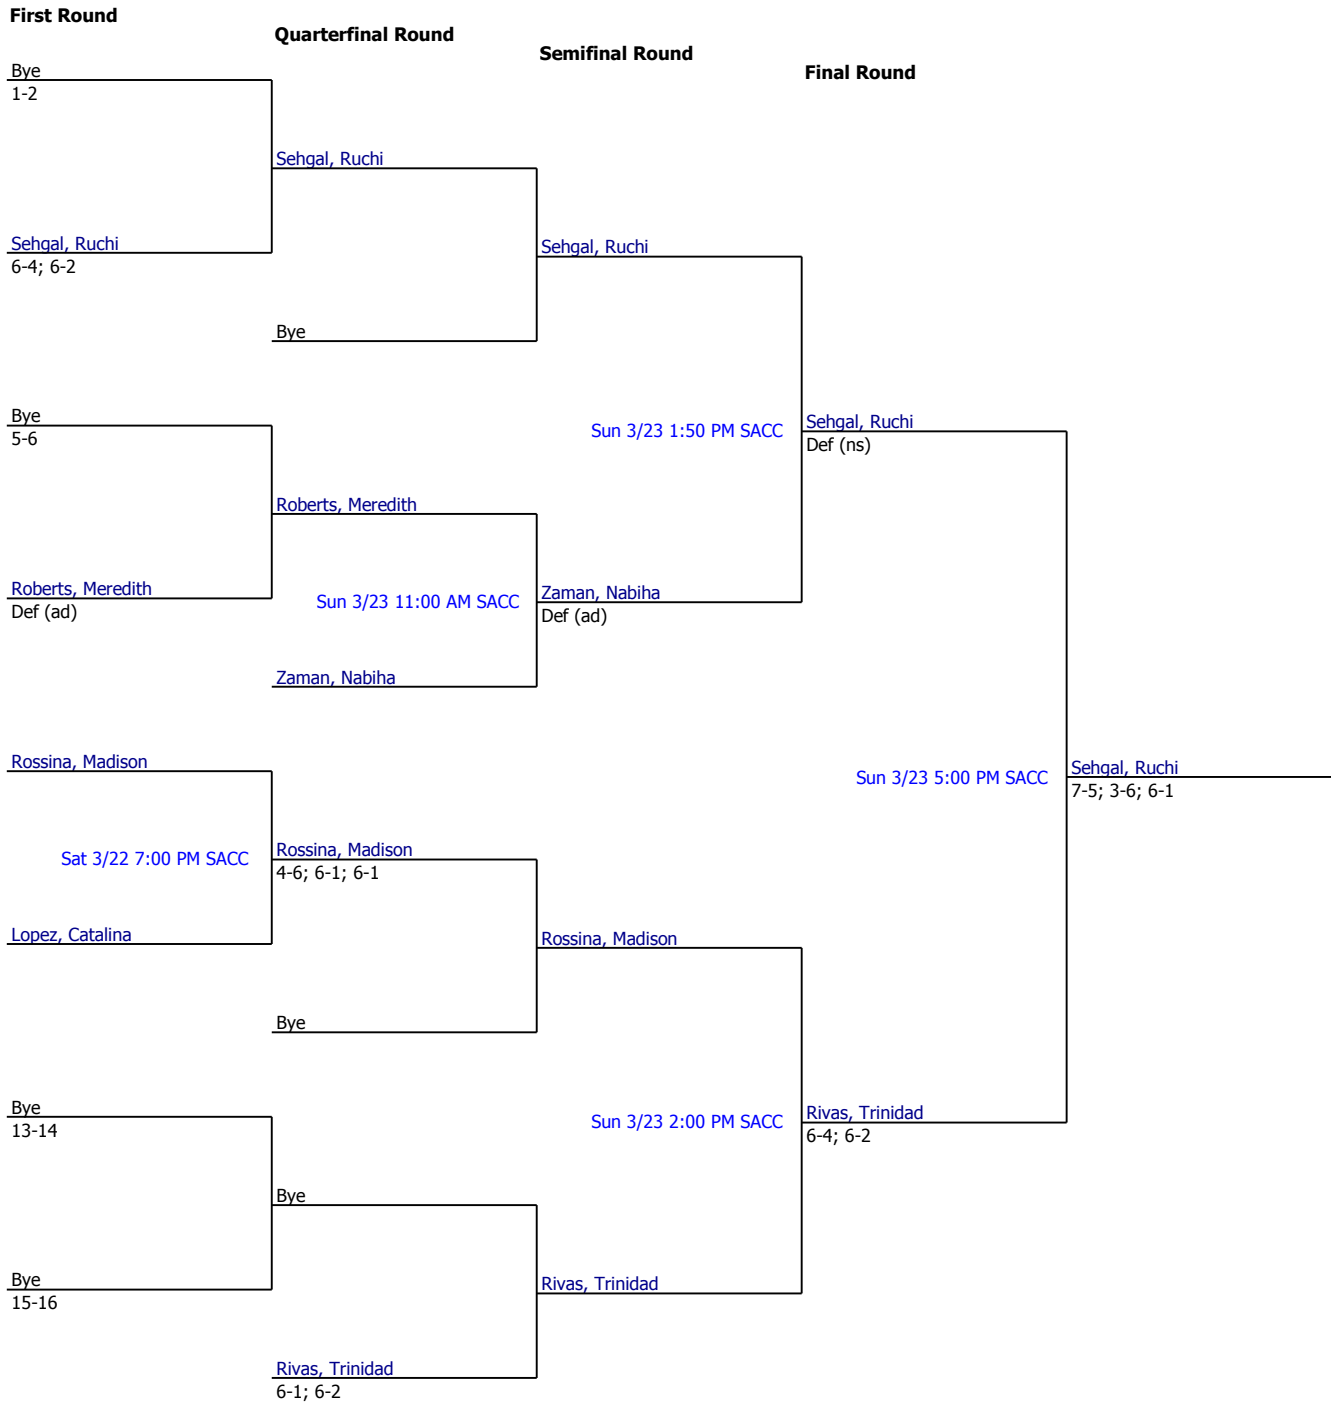 First Round
Quarterfinal Round
Semifinal Round
Final Round
Bye
1-2
Sehgal, Ruchi
Sehgal, Ruchi
6-4; 6-2
Sehgal, Ruchi
Bye
Bye
5-6
Sun 3/23 1:50 PM SACC
Sehgal, Ruchi
Def (ns)
Roberts, Meredith
Roberts, Meredith
Def (ad)
Sun 3/23 11:00 AM SACC
Zaman, Nabiha
Def (ad)
Zaman, Nabiha
Rossina, Madison
Sun 3/23 5:00 PM SACC
Sehgal, Ruchi
7-5; 3-6; 6-1
Sat 3/22 7:00 PM SACC
Rossina, Madison
4-6; 6-1; 6-1
Lopez, Catalina
Rossina, Madison
Bye
Bye
13-14
Sun 3/23 2:00 PM SACC
Rivas, Trinidad
6-4; 6-2
Bye
Bye
15-16
Rivas, Trinidad
Rivas, Trinidad
6-1; 6-2